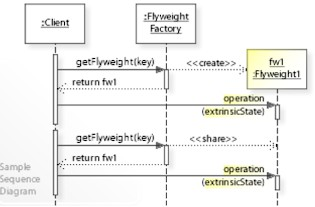 :Client
:Flyweight
Factory
getFlyweight(key)
<<create>>
fw1
:Flyweight1
return fw1
operation
(extrinsicState)
getFlyweight(key)
<<share>>
return fw1
operation
(extrinsicState)
Sample
Sequence
Diagram